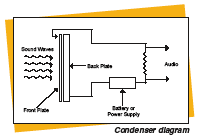 Sound Waves
Back Plate
Audio
Front Plate
Battery or
Power Supply
Condenser diagram